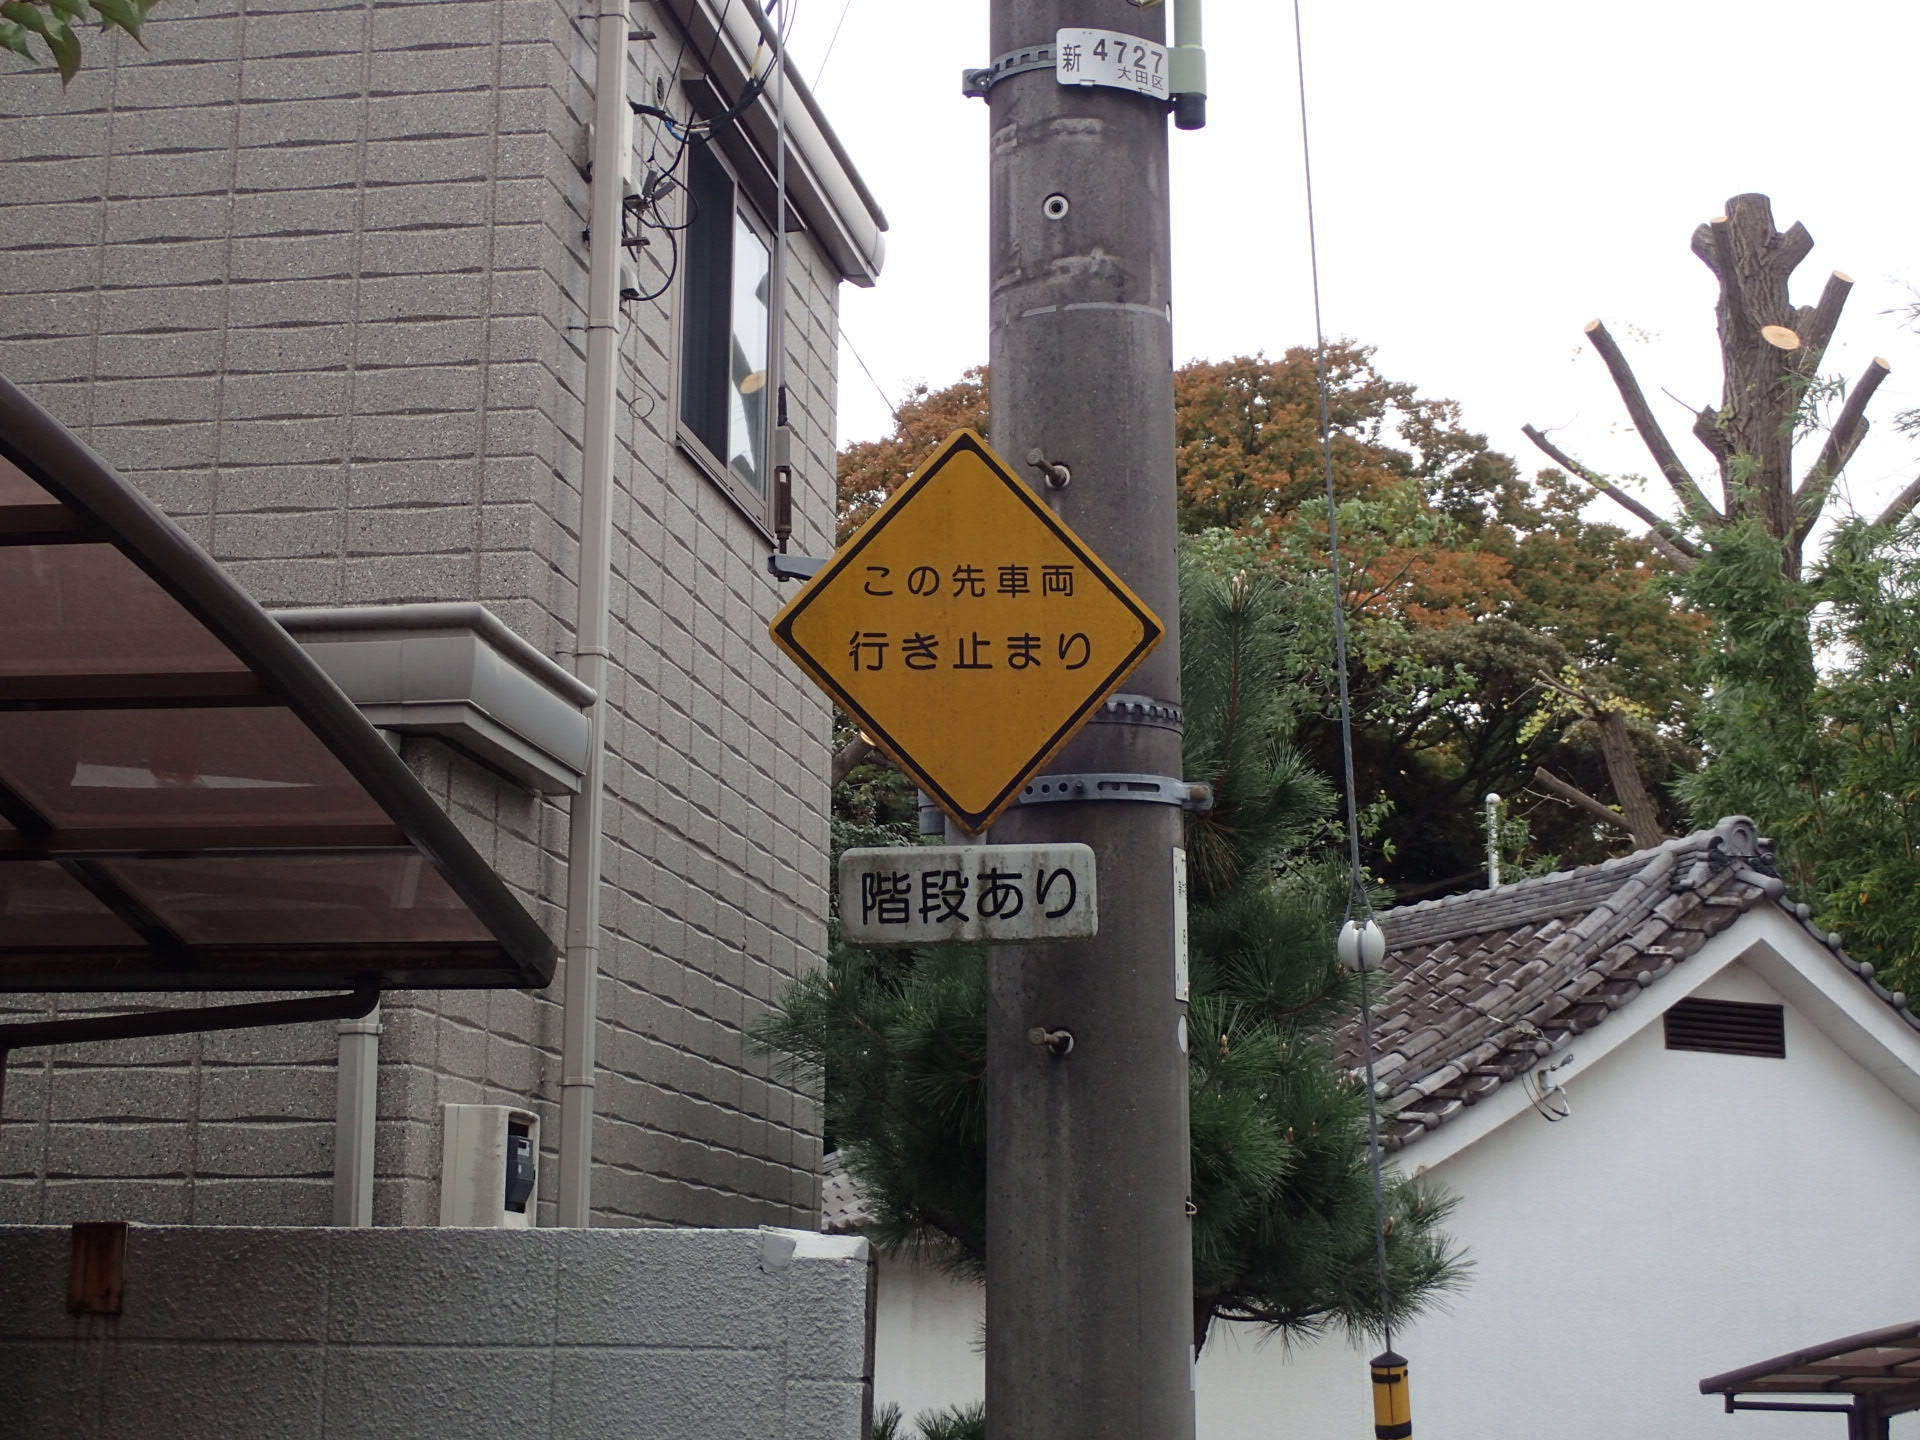 新 4727
大田区
この先車両
行き止まり
階段あり